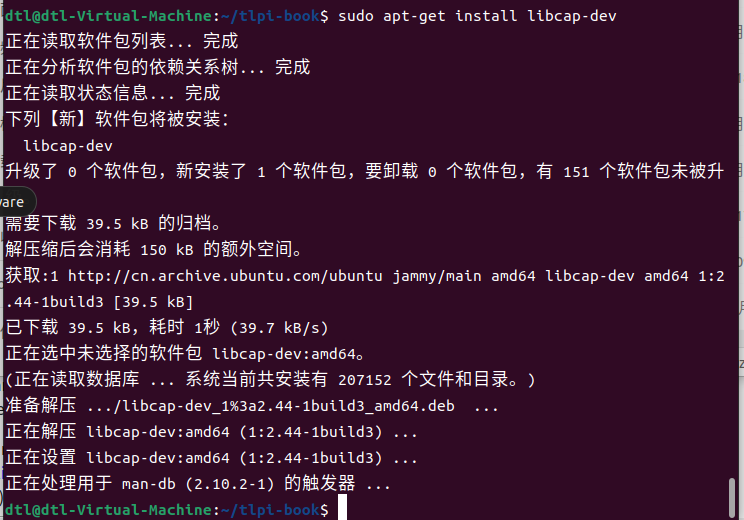 dtl@dtl-Virtual-Machine:~/tlpi-book$ sudo apt-get install libcap-dev
正在读取软件包列表... 完成
正在分析软件包的依赖关系树... 完成
正在读取状态信息... 完成
下列【新】软件包将被安装：
  libcap-dev
升级了 0 个软件包，新安装了 1 个软件包，要卸载 0 个软件包，有 151 个软件包未被升
需要下载 39.5 kB 的归档。
解压缩后会消耗 150 kB 的额外空间。
获取:1 http://cn.archive.ubuntu.com/ubuntu jammy/main amd64 libcap-dev amd64 1:2
.44-1build3 [39.5 kB]
已下载 39.5 kB，耗时 1秒 (39.7 kB/s)
正在选中未选择的软件包 libcap-dev:amd64。
(正在读取数据库 ... 系统当前共安装有 207152 个文件和目录。)
准备解压 .../libcap-dev_1%3a2.44-1build3_amd64.deb  ...
正在解压 libcap-dev:amd64 (1:2.44-1build3) ...
正在设置 libcap-dev:amd64 (1:2.44-1build3) ...
正在处理用于 man-db (2.10.2-1) 的触发器 ...
dtl@dtl-Virtual-Machine:~/tlpi-book$